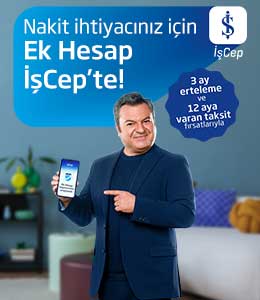 Nakit ihtiyacınız için
Ek Hesap
İşCep'te!
İşCep
3 ay
erteleme
ve
12 aya
varan taksit
fırsatlarıyla